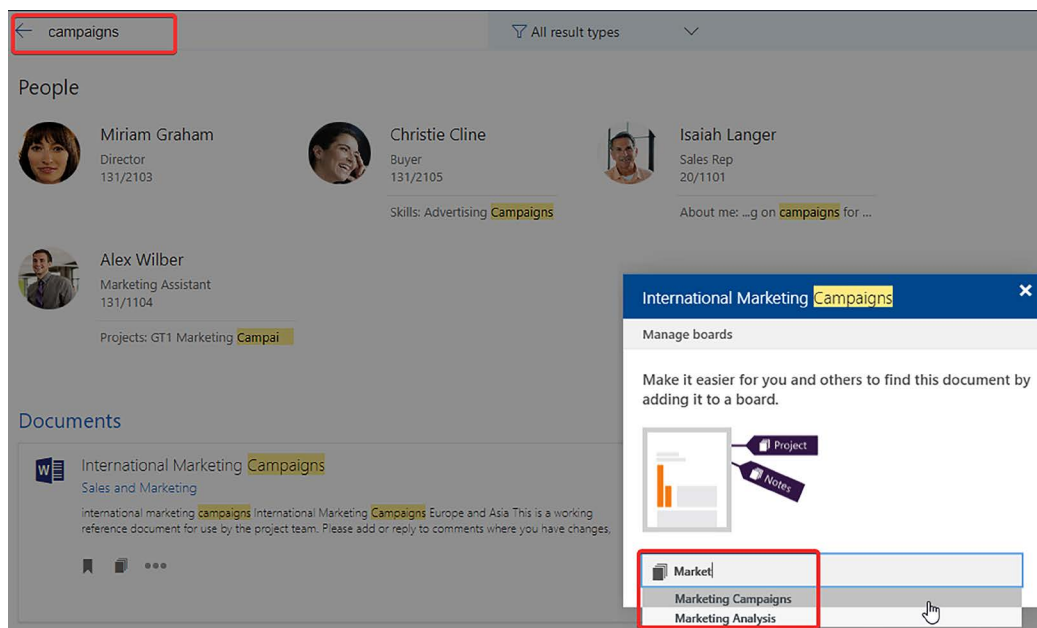 campaigns
All result types
People
Miriam Graham
Director
131/2103
Christie Cline
Buyer
131/2105
Skills: Advertising Campaigns
Isaiah Langer
Sales Rep
20/1101
About me: ...g on campaigns for ...
Alex Wilber
Marketing Assistant
131/1104
Projects: GT1 Marketing Campai
Documents
International Marketing Campaigns
Sales and Marketing
international marketing campaigns International Marketing Campaigns Europe and Asia This is a working
reference document for use by the project team. Please add or reply to comments where you have changes,
International Marketing Campaigns
Manage boards
Make it easier for you and others to find this document by
adding it to a board.
Project
Notes
Market
Marketing Campaigns
Marketing Analysis